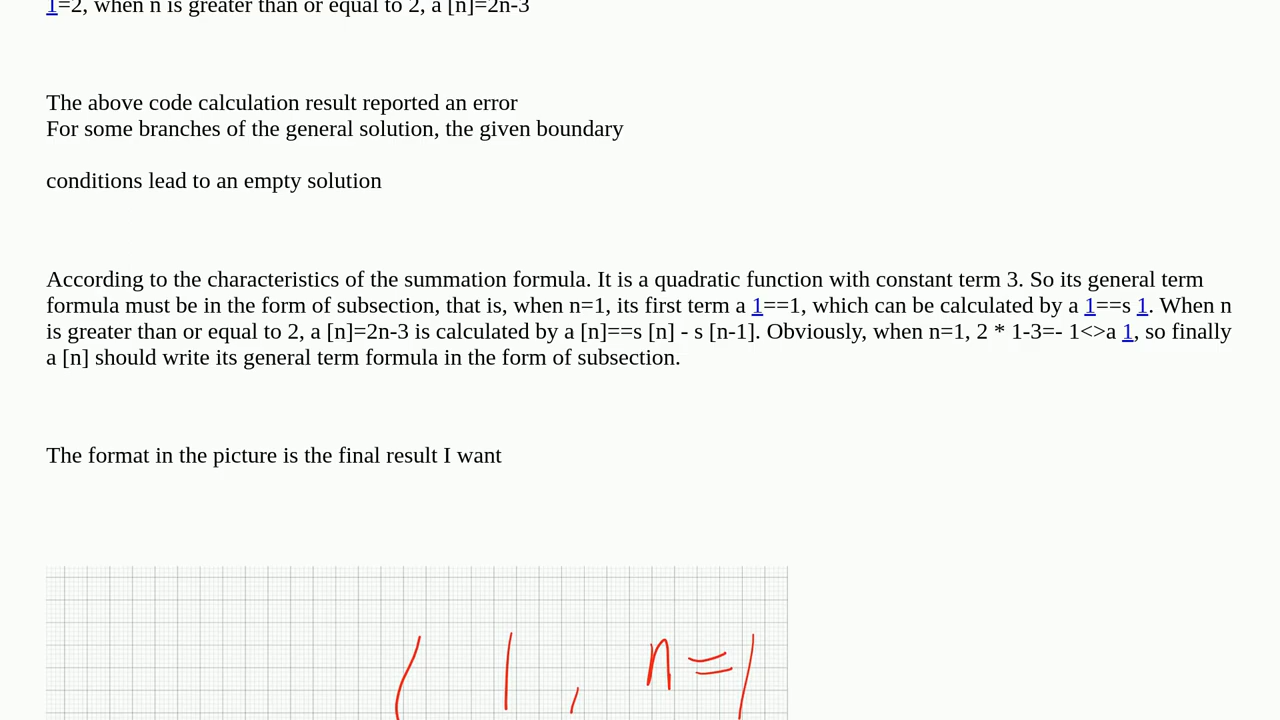 1=2, when n is greater than or equal to 2, a [n]=2n-3
The above code calculation result reported an error
For some branches of the general solution, the given boundary
conditions lead to an empty solution
According to the characteristics of the summation formula. It is a quadratic function with constant term 3. So its general term
formula must be in the form of subsection, that is, when n=1, its first term a 1==1, which can be calculated by a 1==s 1. When n
is greater than or equal to 2, a [n]=2n-3 is calculated by a [n]==s [n] - s [n-1]. Obviously, when n=1, 2 * 1-3=- 1<>a 1, so finally
a [n] should write its general term formula in the form of subsection.
The format in the picture is the final result I want
1, n=1